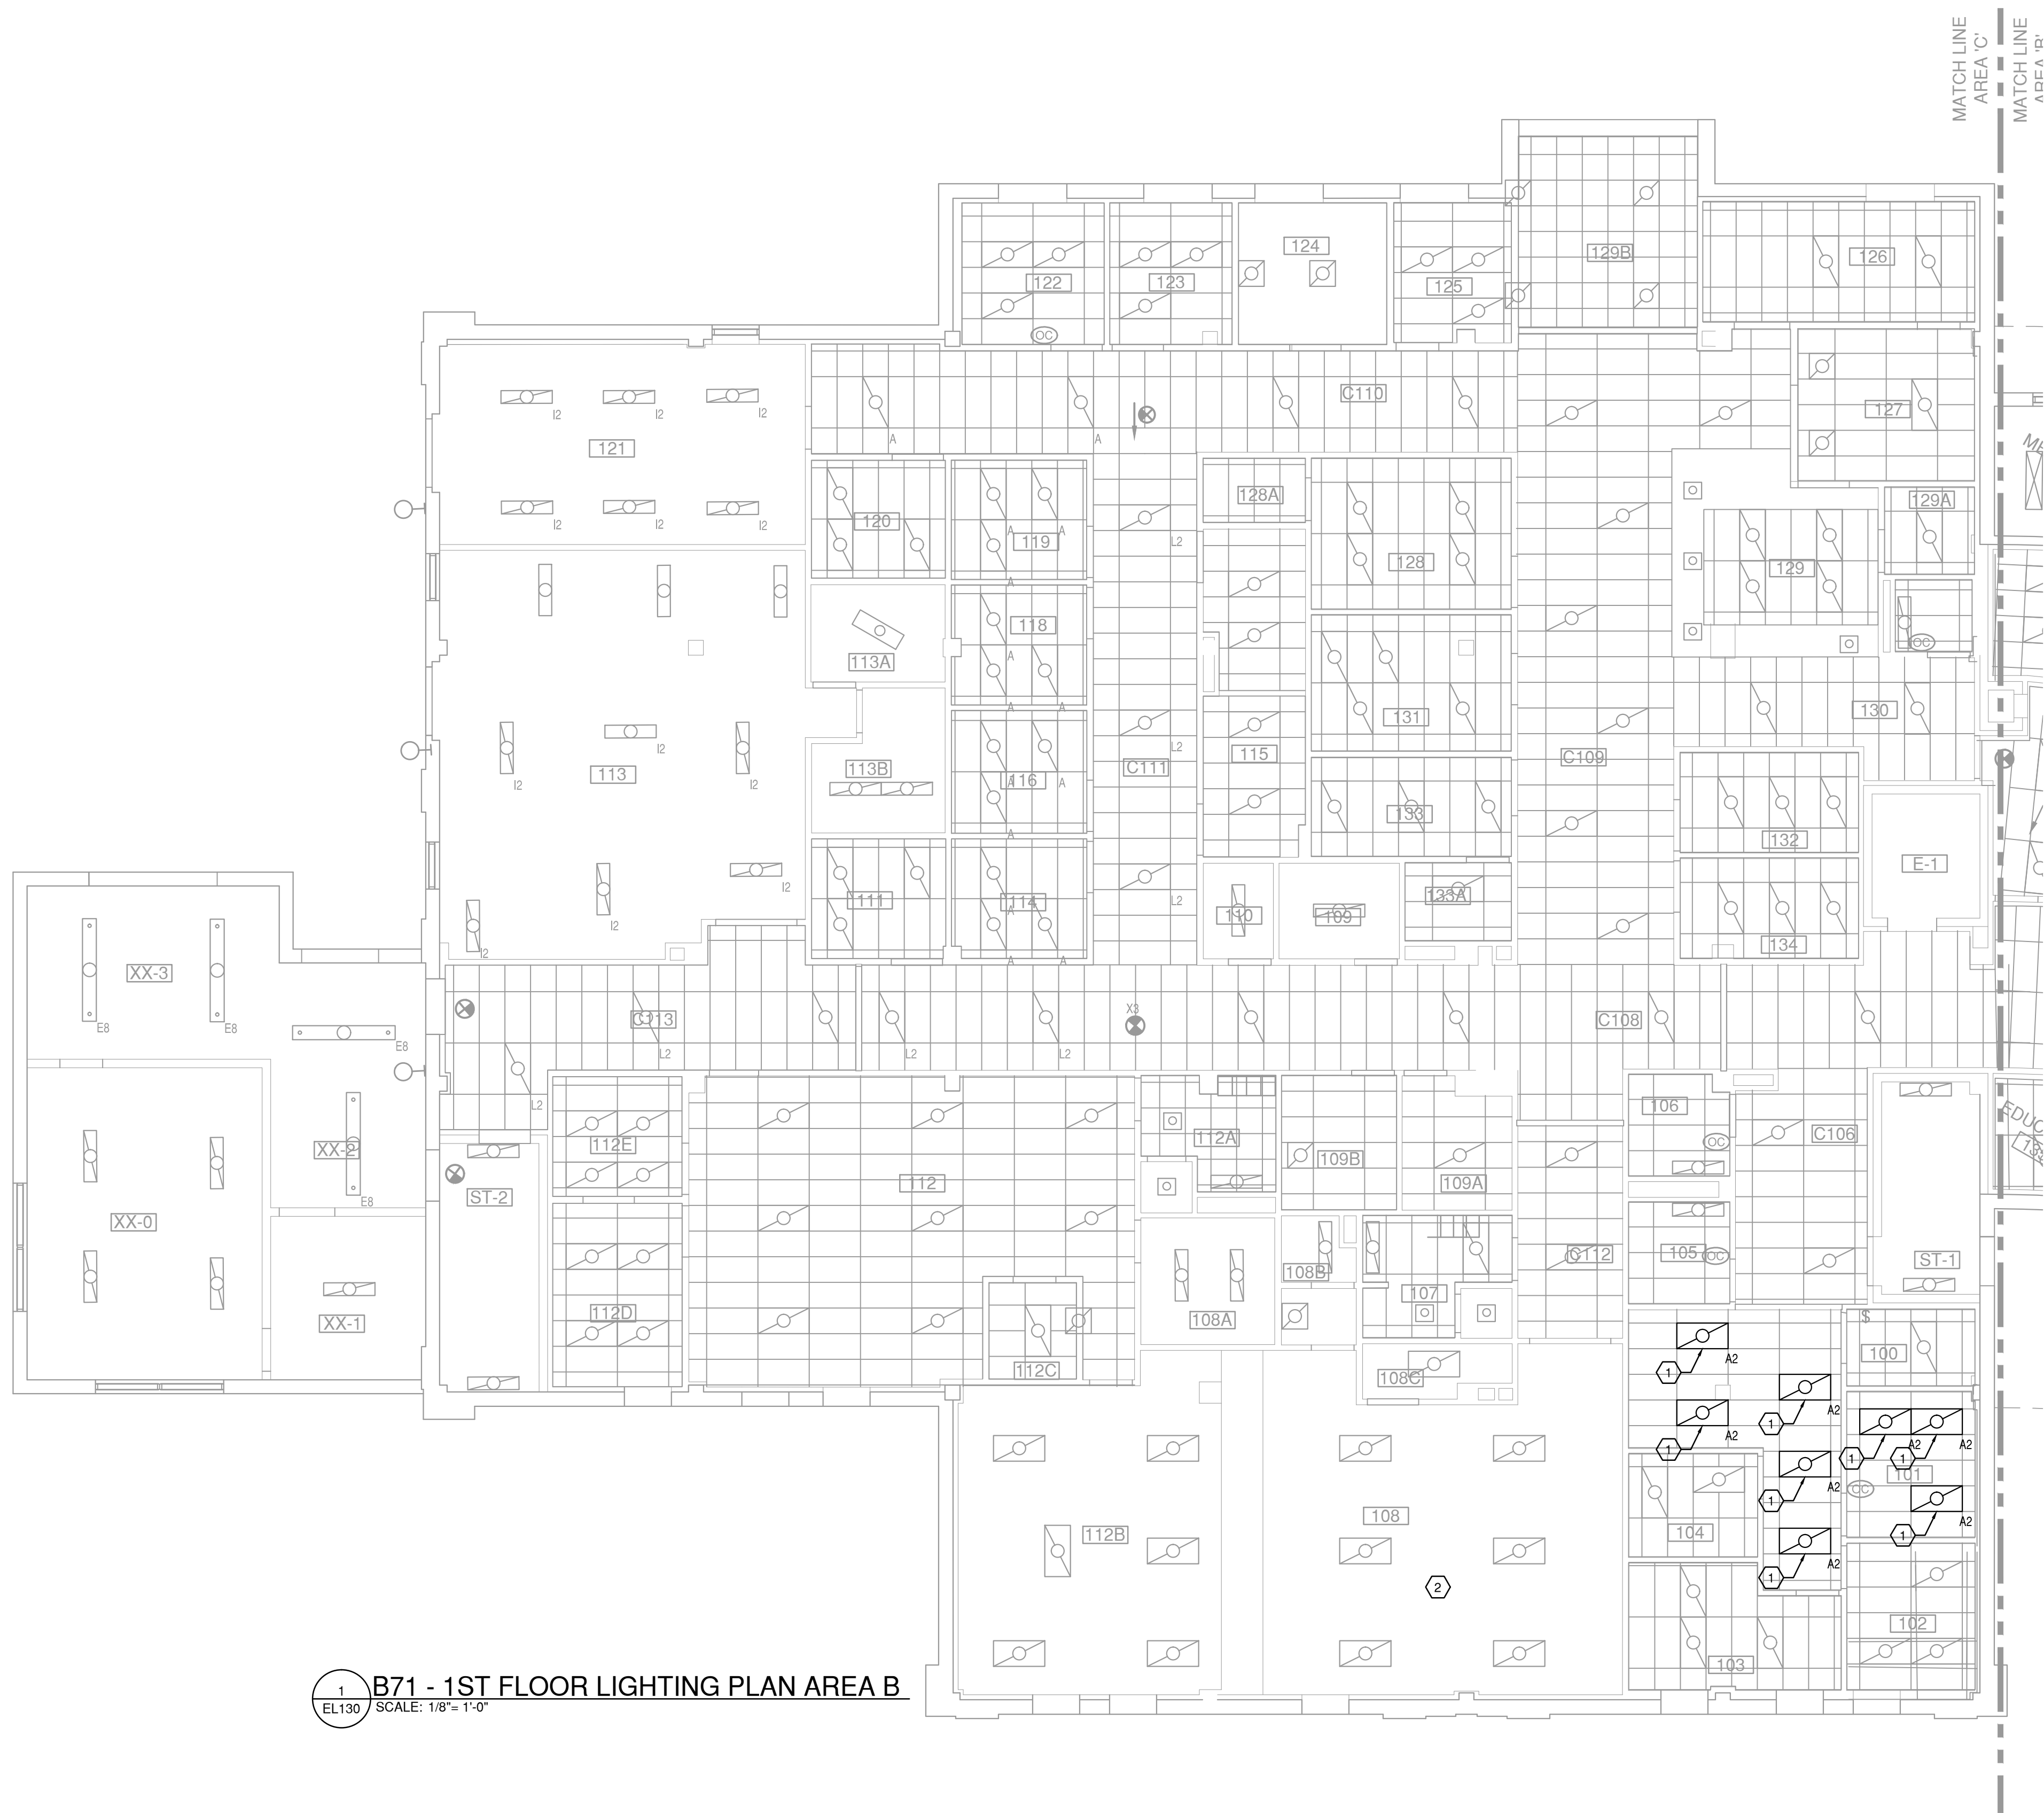 MATCH LINE
AREA 'C'
MATCH LINE
AREA 'B'
124
129B
126
122
123
125
OC
C110
127
I2
I2
I2
A
A
121
128A
129A
120
119
A
A
L2
I2
I2
I2
128
129
A
118
113A
A
OC
131
130
A
A
113
I2
I2
I2
113B
C111
L2
115
C109
116
A
A
133
132
A
E-1
I2
111
114
A
L2
110
109
133A
134
I2
I2
A
A
XX-3
E8
E8
E8
C113
L2
L2
L2
X3
C108
L2
EDUC
106
OC
C106
112E
112A
109B
109A
XX-2
E8
ST-2
112
XX-0
105
OC
C112
ST-1
108B
107
112D
108A
XX-1
112C
108C
$
100
A2
1
A2
1
A2
1
A2
1
A2
1
A2
1
A2
1
A2
1
101
OC
104
112B
108
2
102
103
1
EL130
B71 - 1ST FLOOR LIGHTING PLAN AREA B
SCALE: 1/8"= 1'-0"